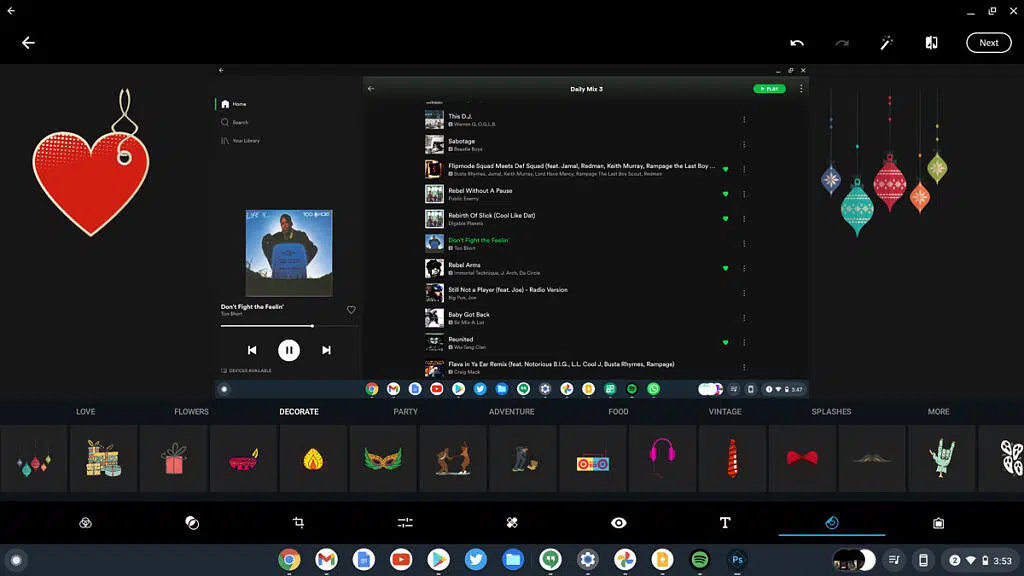 Next
Daily Mix 3
PLAY
Home
Search
Your Library
This D.J.
Warren G, O.G.L.B.
Sabotage
Beastie Boys
Flipmode Squad Meets Def Squad (feat. Jamal, Redman, Keith Murray, Rampage the Last Boy ...
Busta Rhymes, Jamal, Keith Murray, Lord Have Mercy, Rampage The Last Boy Scout, Redman
Rebel Without A Pause
Public Enemy
Rebirth Of Slick (Cool Like Dat)
Digable Planets
Don't Fight the Feelin'
Too $hort
Rebel Arms
Immortal Technique, J. Arch, Da Circle
Still Not a Player (feat. Joe) - Radio Version
Big Pun, Joe
Baby Got Back
Sir Mix-A-Lot
Reunited
Wu-Tang Clan
Flava in Ya Ear Remix (feat. Notorious B.I.G., L.L. Cool J, Busta Rhymes, Rampage)
Craig Mack
LIFE IS...
TOO $HORT
Don't Fight the Feelin'
Too $hort
DEVICES AVAILABLE
3:47
LOVE
FLOWERS
DECORATE
PARTY
ADVENTURE
FOOD
VINTAGE
SPLASHES
MORE
T
Ps
2
3:53